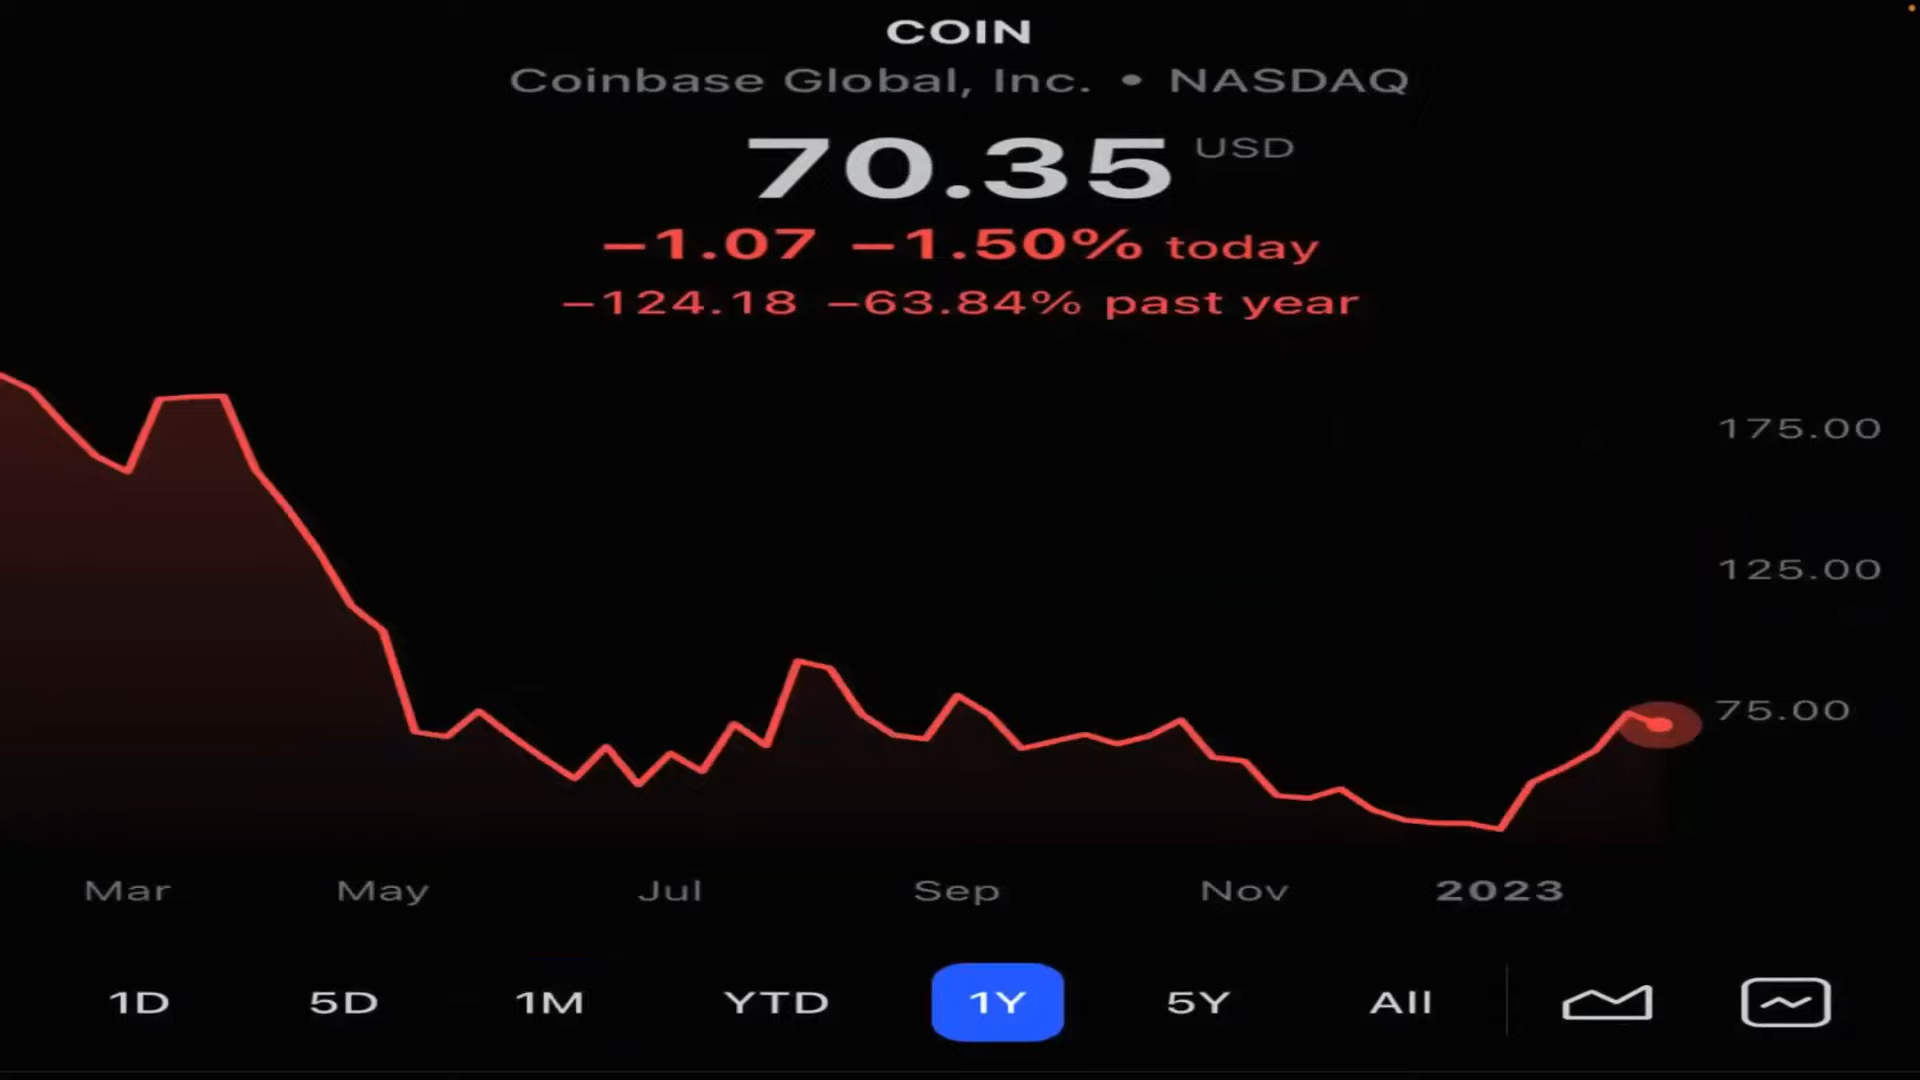 COIN
Coinbase Global, Inc. • NASDAQ
70.35 USD
−1.07 −1.50% today
−124.18 −63.84% past year
175.00
125.00
75.00
Mar May Jul Sep Nov 2023
1D 5D 1M YTD 1Y 5Y All